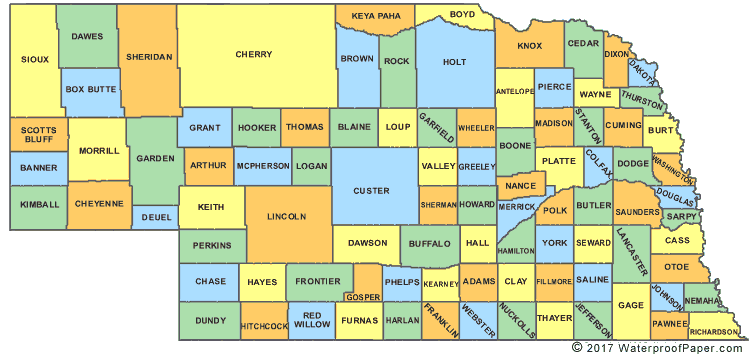 KEYA PAHA
BOYD
DAWES
SIOUX
SHERIDAN
CHERRY
BROWN
ROCK
HOLT
KNOX
CEDAR
DIXON
DAKOTA
BOX BUTTE
ANTELOPE
PIERCE
WAYNE
THURSTON
SCOTTS
BLUFF
GRANT
HOOKER
THOMAS
BLAINE
LOUP
GARFIELD
WHEELER
MADISON
STANTON
CUMING
BURT
BOONE
MORRILL
GARDEN
BANNER
ARTHUR
MCPHERSON
LOGAN
CUSTER
VALLEY
GREELEY
PLATTE
COLFAX
DODGE
WASHINGTON
NANCE
KIMBALL
CHEYENNE
DEUEL
KEITH
LINCOLN
SHERMAN
HOWARD
MERRICK
POLK
BUTLER
SAUNDERS
DOUGLAS
SARPY
PERKINS
DAWSON
BUFFALO
HALL
HAMILTON
YORK
SEWARD
LANCASTER
CASS
OTOE
CHASE
HAYES
FRONTIER
GOSPER
PHELPS
KEARNEY
ADAMS
CLAY
FILLMORE
SALINE
GAGE
JOHNSON
NEMAHA
DUNDY
HITCHCOCK
RED
WILLOW
FURNAS
HARLAN
FRANKLIN
WEBSTER
NUCKOLLS
THAYER
JEFFERSON
PAWNEE
RICHARDSON
© 2017 WaterproofPaper.com